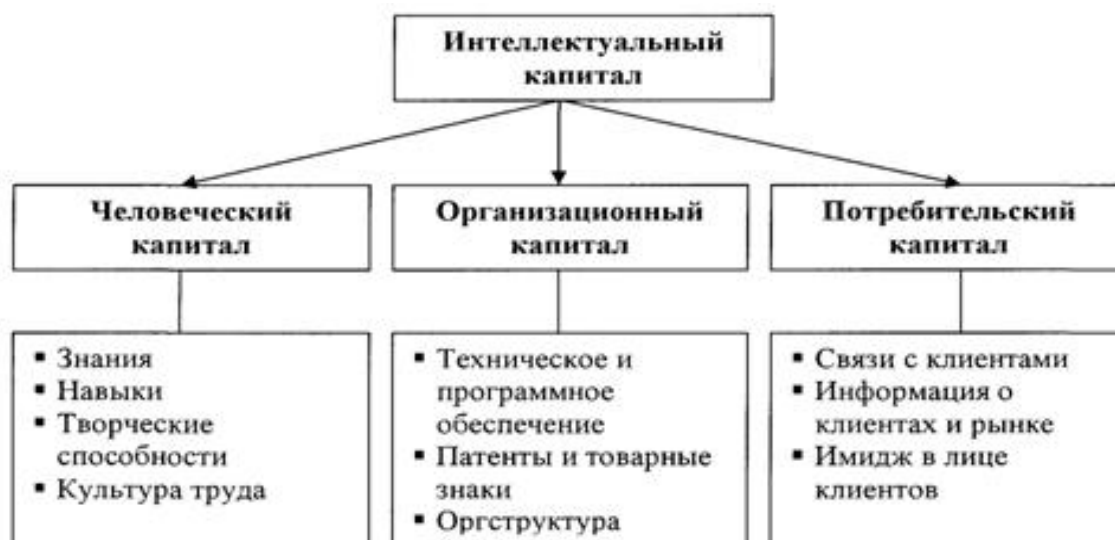 Интеллектуальный
капитал
Человеческий
капитал
Организационный
капитал
Потребительский
капитал
▪ Знания
▪ Навыки
▪ Творческие
способности
▪ Культура труда
▪ Техническое и
программное
обеспечение
▪ Патенты и товарные
знаки
▪ Оргструктура
▪ Связи с клиентами
▪ Информация о
клиентах и рынке
▪ Имидж в лице
клиентов